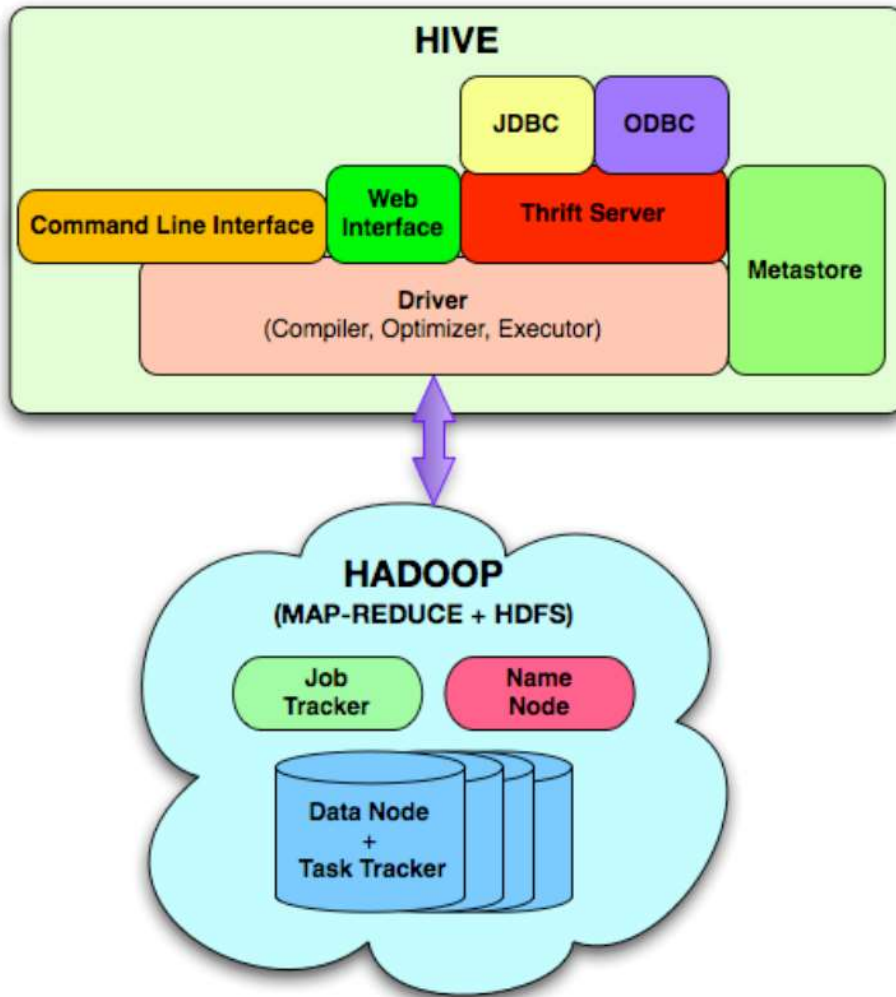 HIVE
JDBC
ODBC
Command Line Interface
Web
Interface
Thrift Server
Metastore
Driver
(Compiler, Optimizer, Executor)
HADOOP
(MAP-REDUCE + HDFS)
Job
Tracker
Name
Node
Data Node
+
Task Tracker